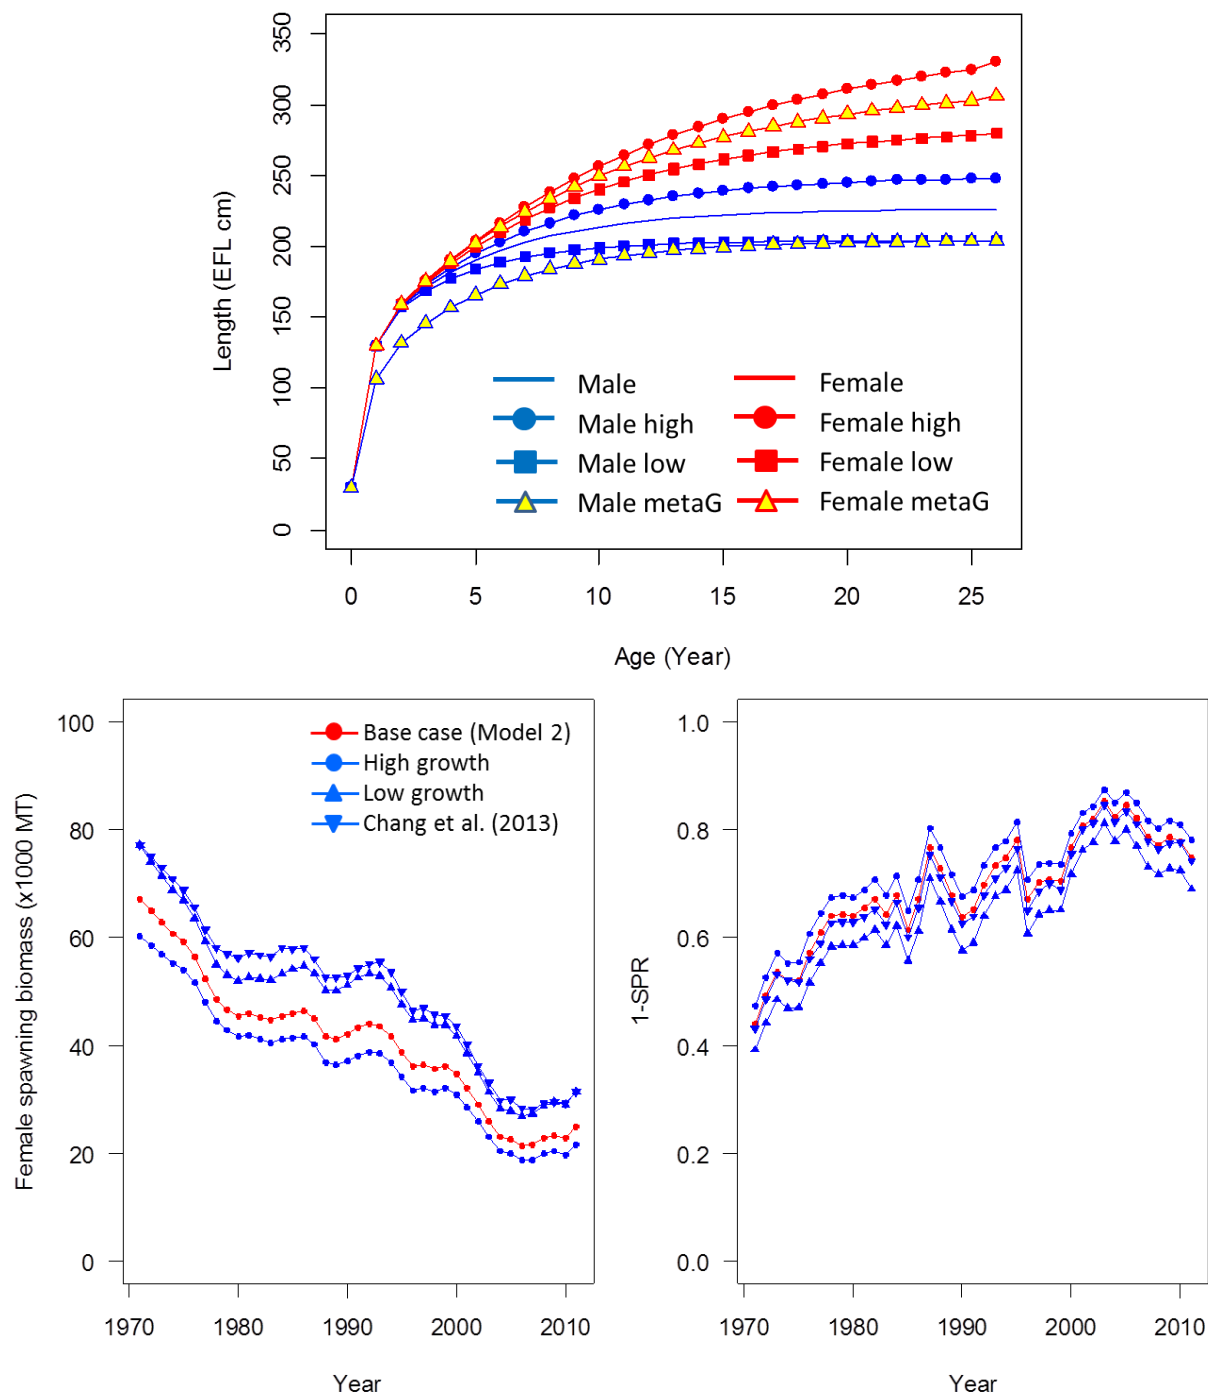 350
300
250
200
150
100
50
0
Length (EFL cm)
Male
Female
Male high
Female high
Male low
Female low
Male metaG
Female metaG
0 5 10 15 20 25
Age (Year)
100
80
60
40
20
0
Female spawning biomass (x1000 MT)
Base case (Model 2)
High growth
Low growth
Chang et al. (2013)
1970 1980 1990 2000 2010
Year
1.0
0.8
0.6
0.4
0.2
0.0
1-SPR
1970 1980 1990 2000 2010
Year